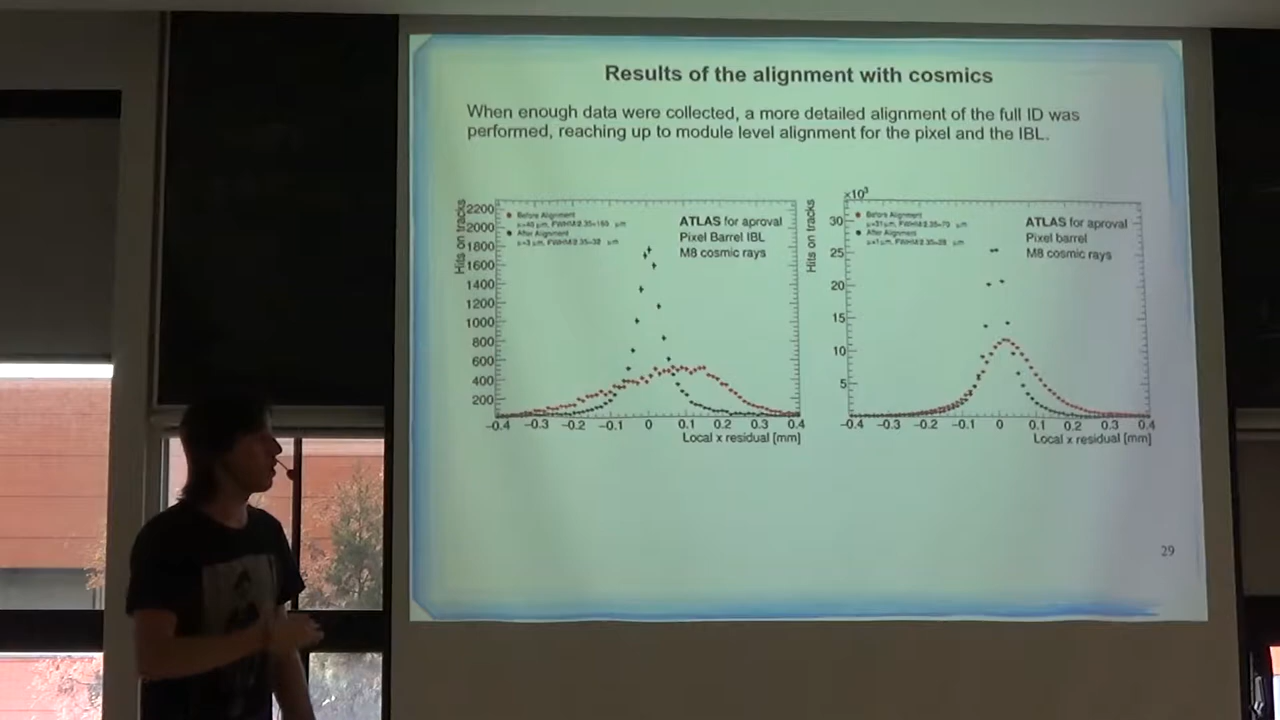 Results of the alignment with cosmics
When enough data were collected, a more detailed alignment of the full ID was
performed, reaching up to module level alignment for the pixel and the IBL.
Hits on tracks
2200
2000
1800
1600
1400
1200
1000
800
600
400
200
Before Alignment
After Alignment
ATLAS for aproval
Pixel Barrel IBL
M8 cosmic rays
−0.4 −0.3 −0.2 −0.1 0 0.1 0.2 0.3 0.4
Local x residual [mm]
×10³
Hits on tracks
30
25
20
15
10
5
Before Alignment
After Alignment
ATLAS for aproval
Pixel barrel
M8 cosmic rays
−0.4 −0.3 −0.2 −0.1 0 0.1 0.2 0.3 0.4
Local x residual [mm]
29